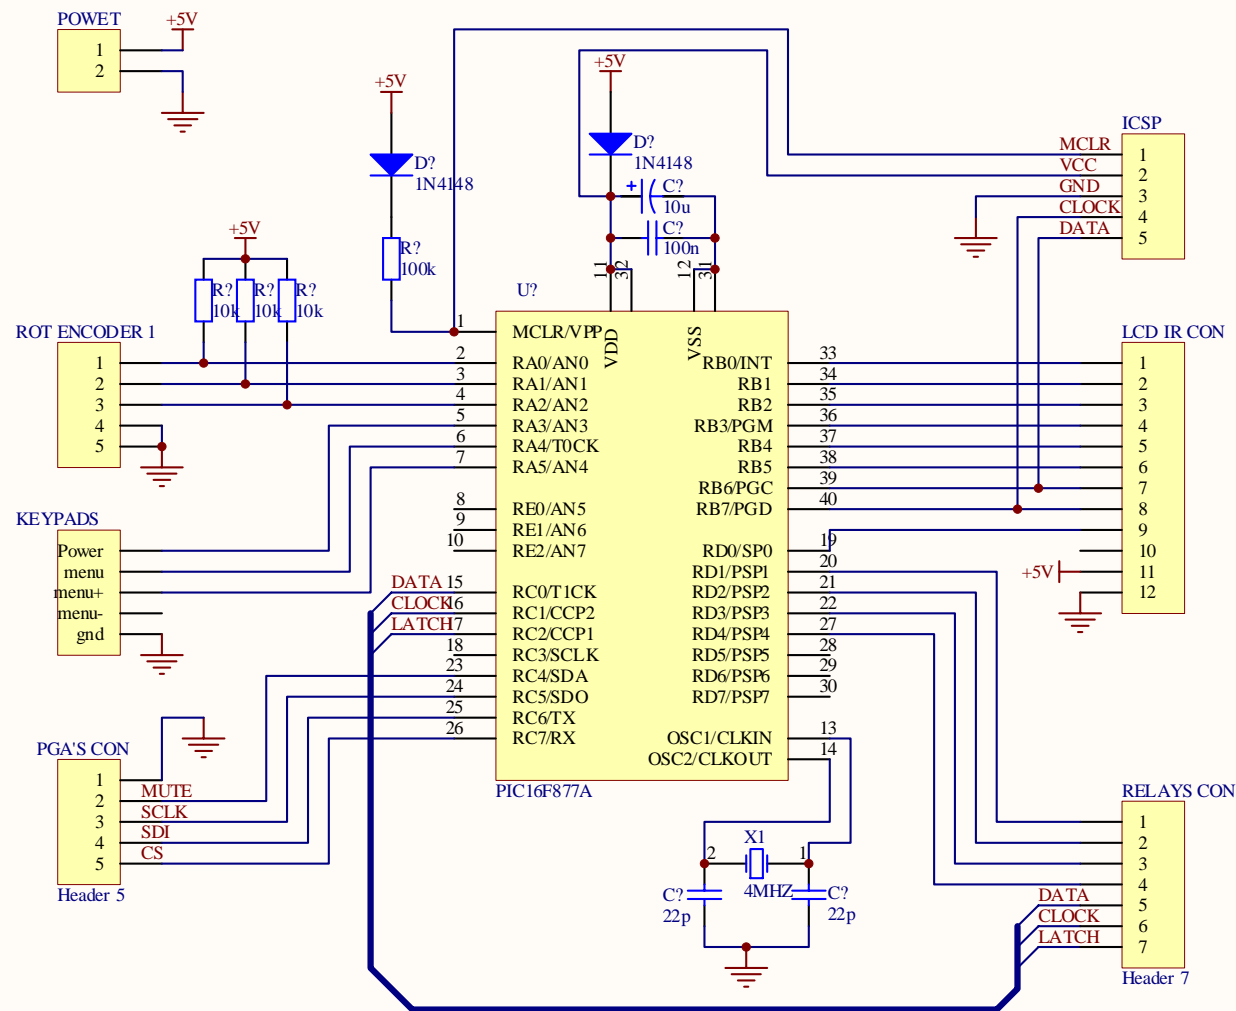 POWET
1
2
+5V
+5V
D?
1N4148
R?
100k
+5V
D?
1N4148
+
C?
10u
C?
100n
ICSP
MCLR
1
VCC
2
GND
3
CLOCK
4
DATA
5
+5V
R?
10k
R?
10k
R?
10k
ROT ENCODER 1
1
2
3
4
5
KEYPADS
Power
menu
menu+
menu-
gnd
PGA'S CON
1
MUTE 2
SCLK 3
SDI 4
CS 5
Header 5
U?
11
32
12
31
VDD
VSS
1 MCLR/VPP
2 RA0/AN0
3 RA1/AN1
4 RA2/AN2
5 RA3/AN3
6 RA4/T0CK
7 RA5/AN4
8 RE0/AN5
9 RE1/AN6
10 RE2/AN7
DATA 15 RC0/T1CK
CLOCK 16 RC1/CCP2
LATCH 17 RC2/CCP1
18 RC3/SCLK
23 RC4/SDA
24 RC5/SDO
25 RC6/TX
26 RC7/RX
RB0/INT 33
RB1 34
RB2 35
RB3/PGM 36
RB4 37
RB5 38
RB6/PGC 39
RB7/PGD 40
RD0/SP0 19
RD1/PSP1 20
RD2/PSP2 21
RD3/PSP3 22
RD4/PSP4 27
RD5/PSP5 28
RD6/PSP6 29
RD7/PSP7 30
OSC1/CLKIN 13
OSC2/CLKOUT 14
PIC16F877A
LCD IR CON
1
2
3
4
5
6
7
8
9
10
+5V 11
12
2
X1
1
4MHZ
C?
22p
C?
22p
RELAYS CON
1
2
3
4
DATA 5
CLOCK 6
LATCH 7
Header 7